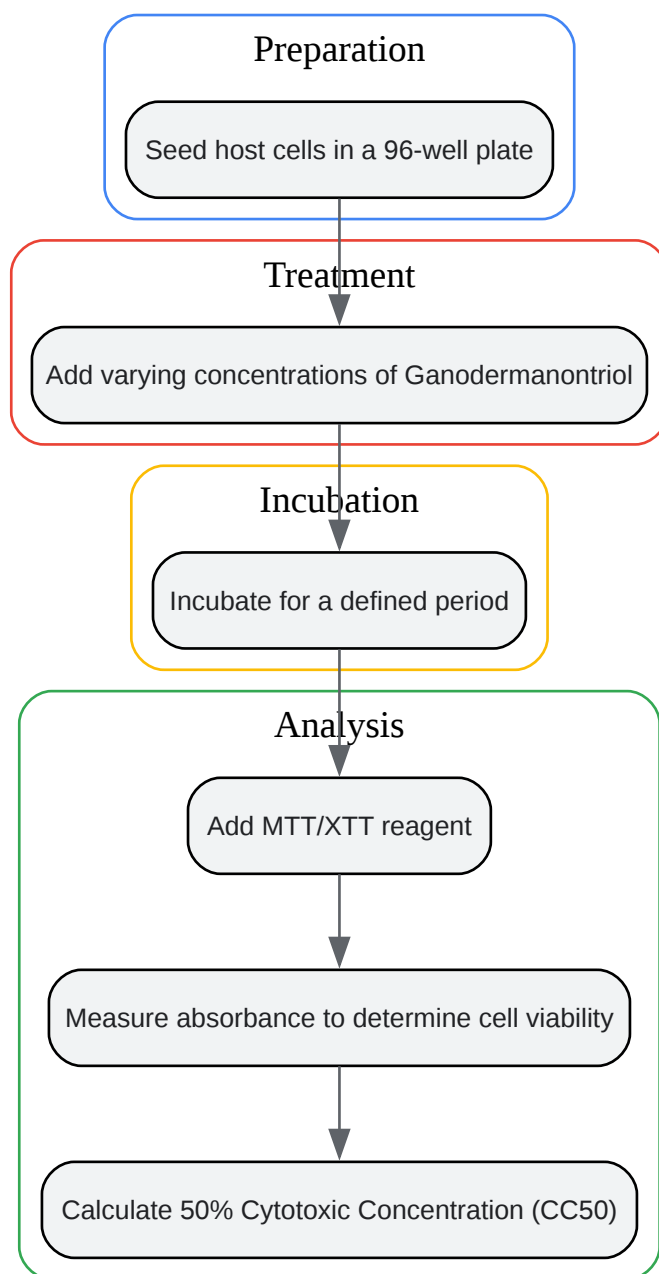 Preparation
Seed host cells in a 96-well plate
Treatment
Add varying concentrations of Ganodermanontriol
Incubation
Incubate for a defined period
Analysis
Add MTT/XTT reagent
Measure absorbance to determine cell viability
Calculate 50% Cytotoxic Concentration (CC50)